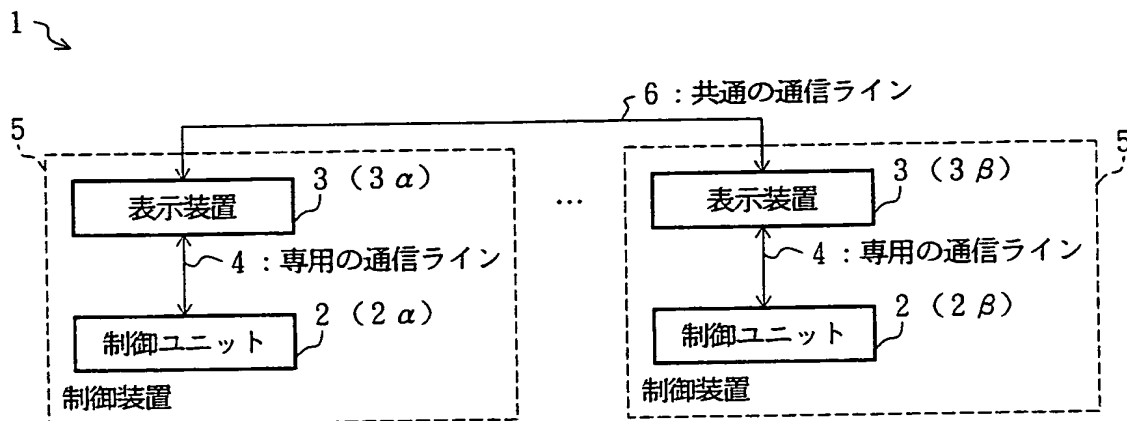 1
6：共通の通信ライン
5
5
表示装置
3（3α）
…
表示装置
3（3β）
4：専用の通信ライン
4：専用の通信ライン
制御ユニット
2（2α）
制御ユニット
2（2β）
制御装置
制御装置